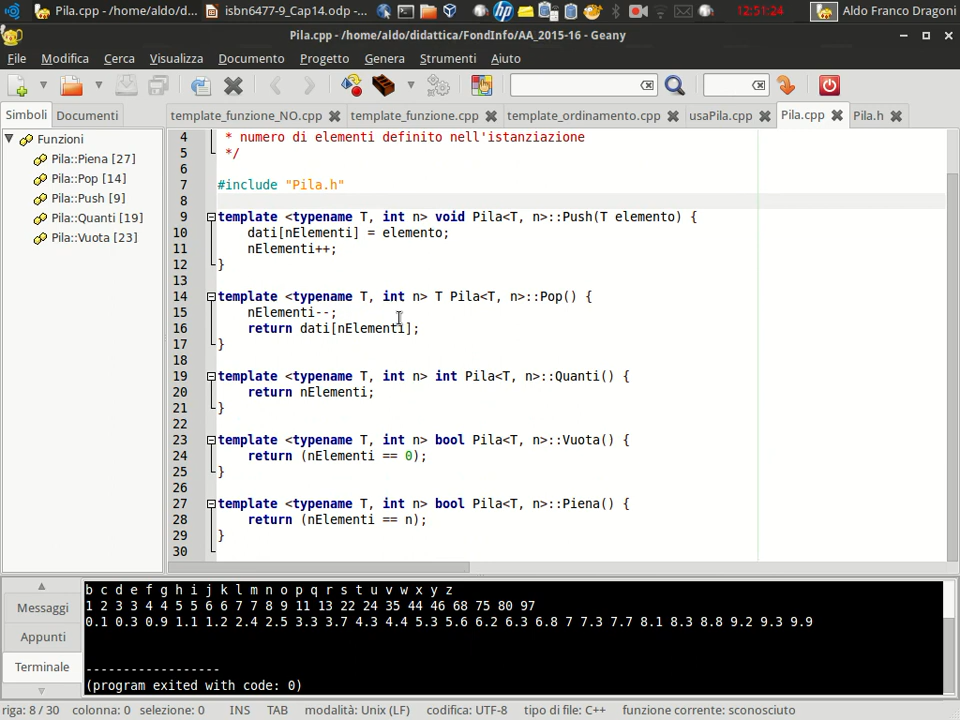 Pila.cpp - /home/aldo/d... isbn6477-9_Cap14.odp -... 12:51:24 Aldo Franco Dragoni
Pila.cpp - /home/aldo/didattica/FondInfo/AA_2015-16 - Geany
File Modifica Cerca Visualizza Documento Progetto Genera Strumenti Aiuto
Simboli Documenti template_funzione_NO.cpp template_funzione.cpp template_ordinamento.cpp usaPila.cpp Pila.cpp Pila.h
Funzioni
Pila::Piena [27]
Pila::Pop [14]
Pila::Push [9]
Pila::Quanti [19]
Pila::Vuota [23]
4 * numero di elementi definito nell'istanziazione
5 */
6
7 #include "Pila.h"
8
9 template <typename T, int n> void Pila<T, n>::Push(T elemento) {
10 dati[nElementi] = elemento;
11 nElementi++;
12 }
13
14 template <typename T, int n> T Pila<T, n>::Pop() {
15 nElementi--;
16 return dati[nElementi];
17 }
18
19 template <typename T, int n> int Pila<T, n>::Quanti() {
20 return nElementi;
21 }
22
23 template <typename T, int n> bool Pila<T, n>::Vuota() {
24 return (nElementi == 0);
25 }
26
27 template <typename T, int n> bool Pila<T, n>::Piena() {
28 return (nElementi == n);
29 }
30
Messaggi
Appunti
Terminale
b c d e f g h i j k l m n o p q r s t u v w x y z
1 2 3 3 4 4 5 5 6 6 7 7 8 9 11 13 22 24 35 44 46 68 75 80 97
0.1 0.3 0.9 1.1 1.2 2.4 2.5 3.3 3.7 4.3 4.4 5.3 5.6 6.2 6.3 6.8 7 7.3 7.7 8.1 8.3 8.8 9.2 9.3 9.9
------------------
(program exited with code: 0)
riga: 8 / 30 colonna: 0 selezione: 0 INS TAB modalità: Unix (LF) codifica: UTF-8 tipo di file: C++ funzione corrente: sconosciuto